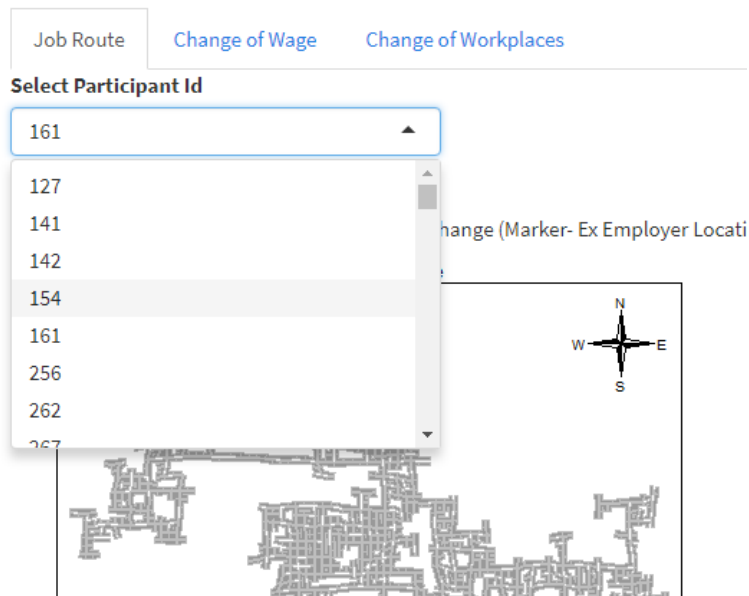 Job Route Change of Wage Change of Workplaces
Select Participant Id
161
127
141
142
154
161
256
262
267
hange (Marker- Ex Employer Locati
N
W E
S